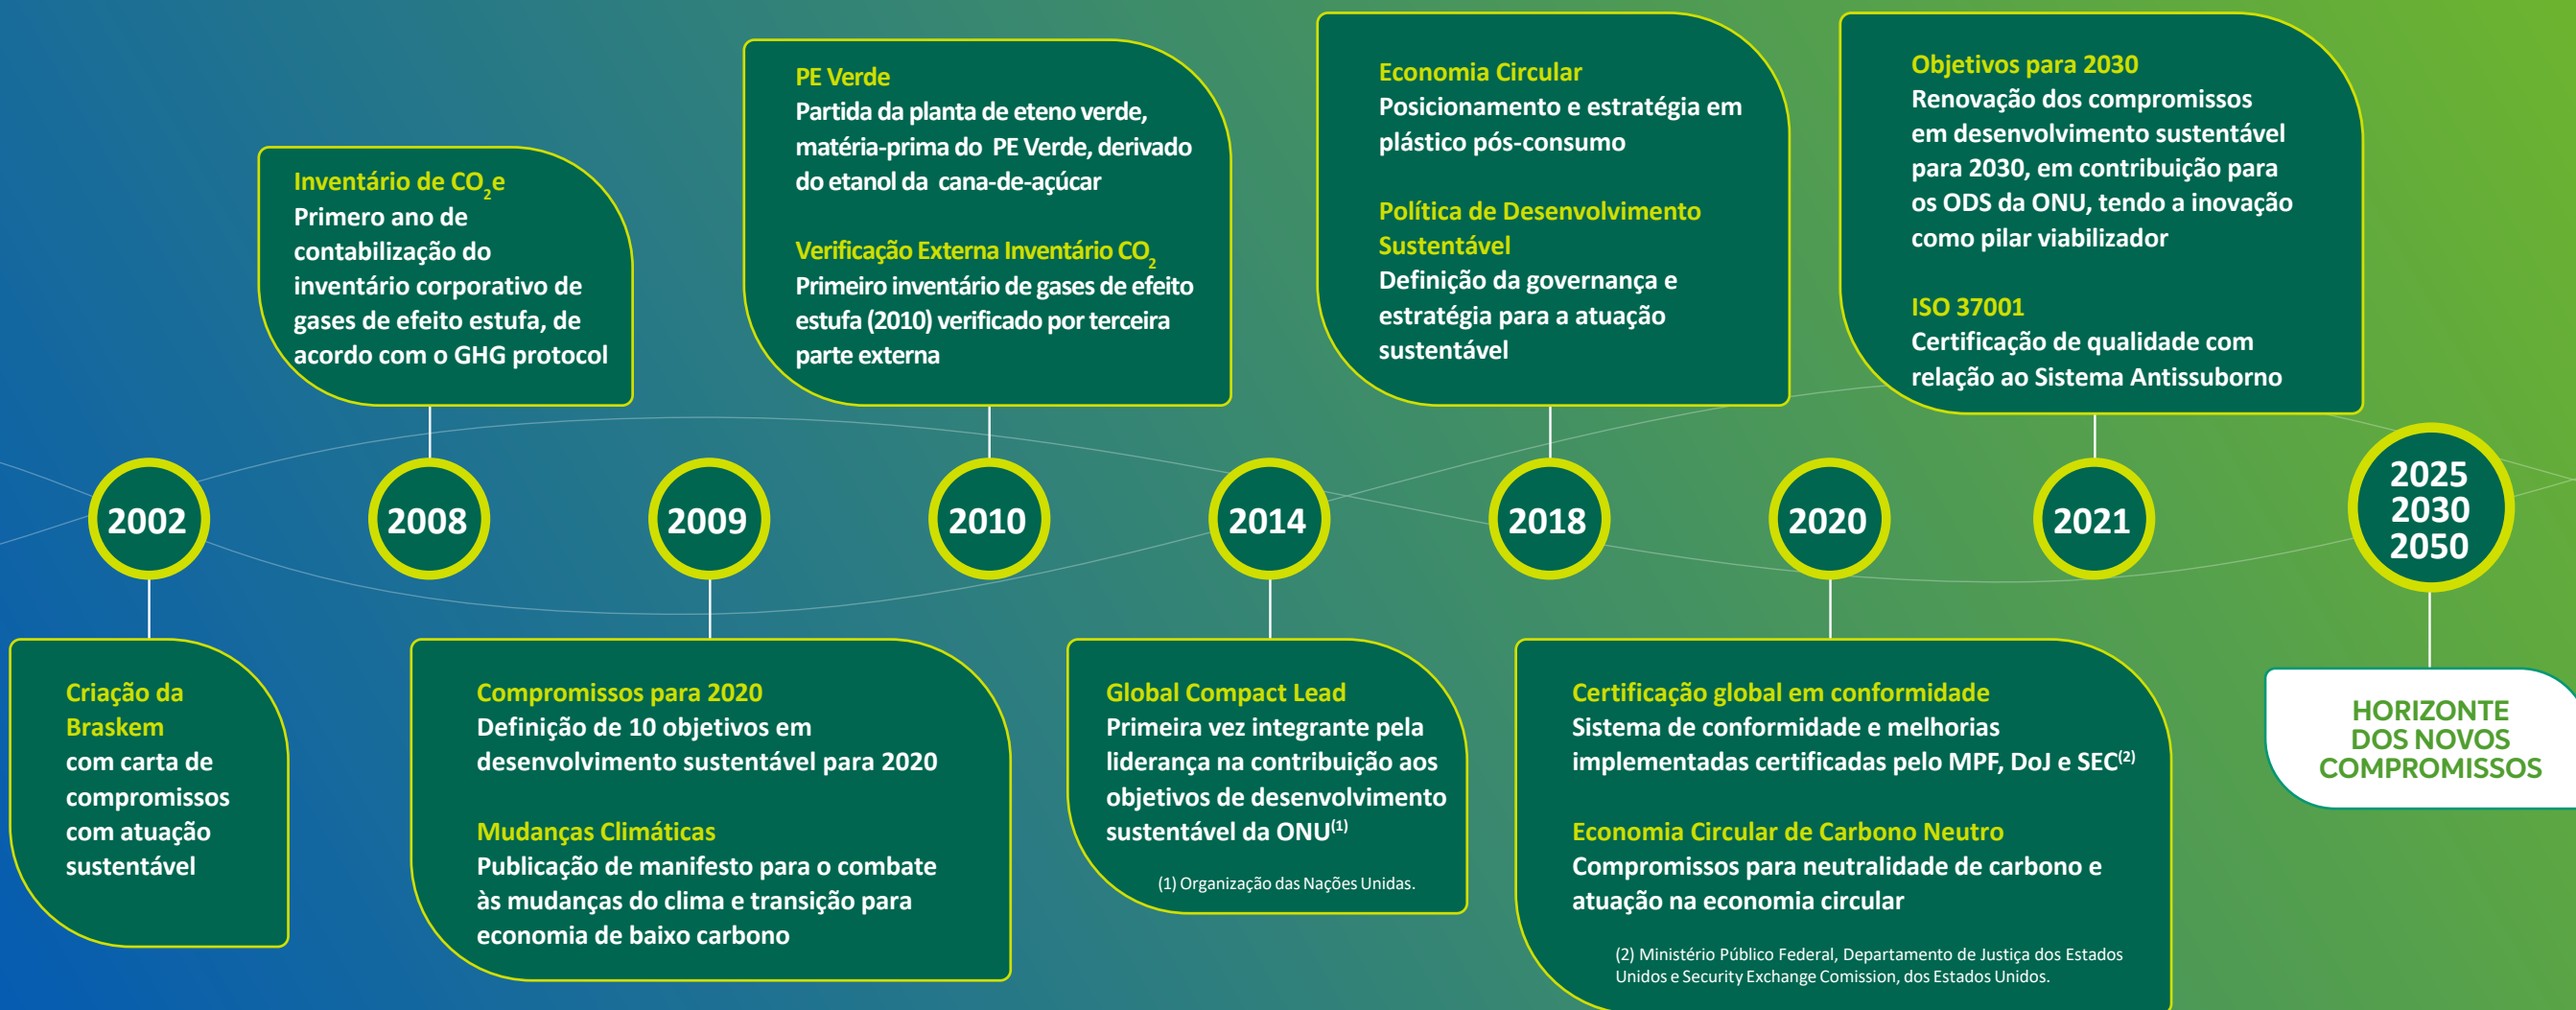 PE Verde
Partida da planta de eteno verde,
matéria-prima do PE Verde, derivado
do etanol da cana-de-açúcar
Verificação Externa Inventário CO₂
Primeiro inventário de gases de efeito
estufa (2010) verificado por terceira
parte externa
Economia Circular
Posicionamento e estratégia em
plástico pós-consumo
Política de Desenvolvimento
Sustentável
Definição da governança e
estratégia para a atuação
sustentável
Objetivos para 2030
Renovação dos compromissos
em desenvolvimento sustentável
para 2030, em contribuição para
os ODS da ONU, tendo a inovação
como pilar viabilizador
ISO 37001
Certificação de qualidade com
relação ao Sistema Antissuborno
Inventário de CO₂e
Primero ano de
contabilização do
inventário corporativo de
gases de efeito estufa, de
acordo com o GHG protocol
2002
2008
2009
2010
2014
2018
2020
2021
2025
2030
2050
Criação da
Braskem
com carta de
compromissos
com atuação
sustentável
Compromissos para 2020
Definição de 10 objetivos em
desenvolvimento sustentável para 2020
Mudanças Climáticas
Publicação de manifesto para o combate
às mudanças do clima e transição para
economia de baixo carbono
Global Compact Lead
Primeira vez integrante pela
liderança na contribuição aos
objetivos de desenvolvimento
sustentável da ONU⁽¹⁾
(1) Organização das Nações Unidas.
Certificação global em conformidade
Sistema de conformidade e melhorias
implementadas certificadas pelo MPF, DoJ e SEC⁽²⁾
Economia Circular de Carbono Neutro
Compromissos para neutralidade de carbono e
atuação na economia circular
(2) Ministério Público Federal, Departamento de Justiça dos Estados
Unidos e Security Exchange Comission, dos Estados Unidos.
HORIZONTE
DOS NOVOS
COMPROMISSOS